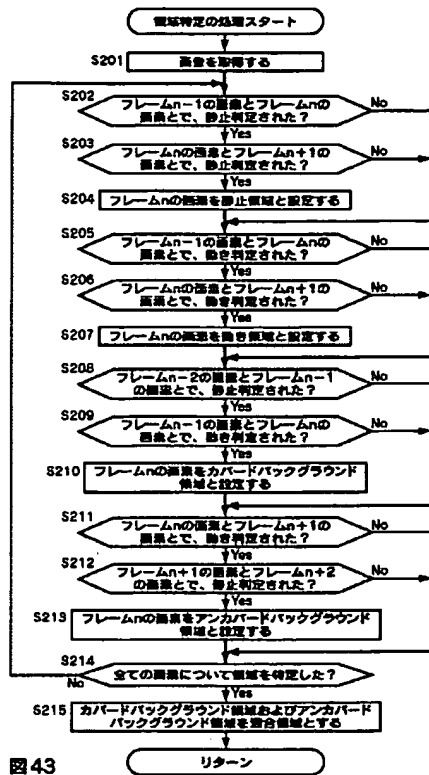 領域特定の処理スタート
S201
画像を取得する
S202
フレームn−1の画素とフレームnの
画素とで、静止判定された?
No
Yes
S203
フレームnの画素とフレームn+1の
画素とで、静止判定された?
No
Yes
S204
フレームnの画素を静止領域と設定する
S205
フレームn−1の画素とフレームnの
画素とで、動き判定された?
No
Yes
S206
フレームnの画素とフレームn+1の
画素とで、動き判定された?
No
Yes
S207
フレームnの画素を動き領域と設定する
S208
フレームn−2の画素とフレームn−1
の画素とで、静止判定された?
No
Yes
S209
フレームn−1の画素とフレームnの
画素とで、動き判定された?
No
Yes
S210
フレームnの画素をカバードバックグラウンド
領域と設定する
S211
フレームnの画素とフレームn+1の
画素とで、動き判定された?
No
Yes
S212
フレームn+1の画素とフレームn+2
の画素とで、静止判定された?
No
Yes
S213
フレームnの画素をアンカバードバックグラウンド
領域と設定する
S214
全ての画素について領域を特定した?
No
Yes
S215
カバードバックグラウンド領域およびアンカバード
バックグラウンド領域を混合領域とする
リターン
図43